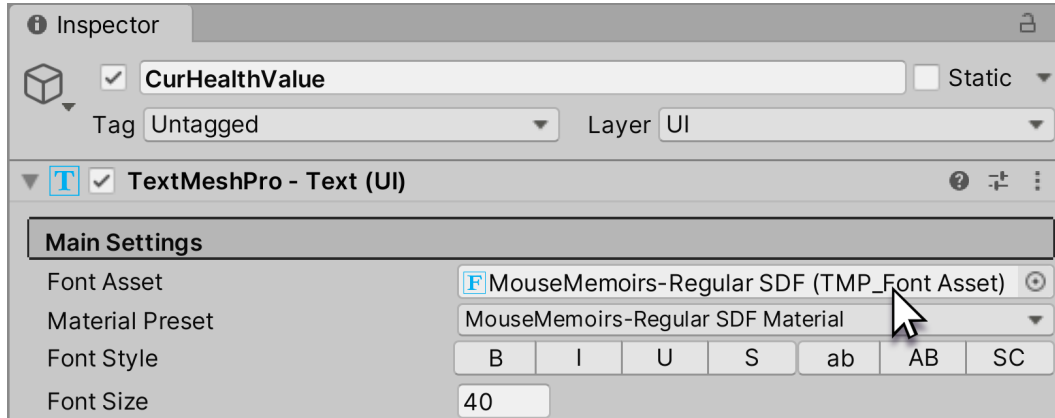 Inspector
CurHealthValue Static
Tag Untagged Layer UI
T TextMeshPro - Text (UI)
Main Settings
Font Asset F MouseMemoirs-Regular SDF (TMP_Font Asset)
Material Preset MouseMemoirs-Regular SDF Material
Font Style B I U S ab AB SC
Font Size 40